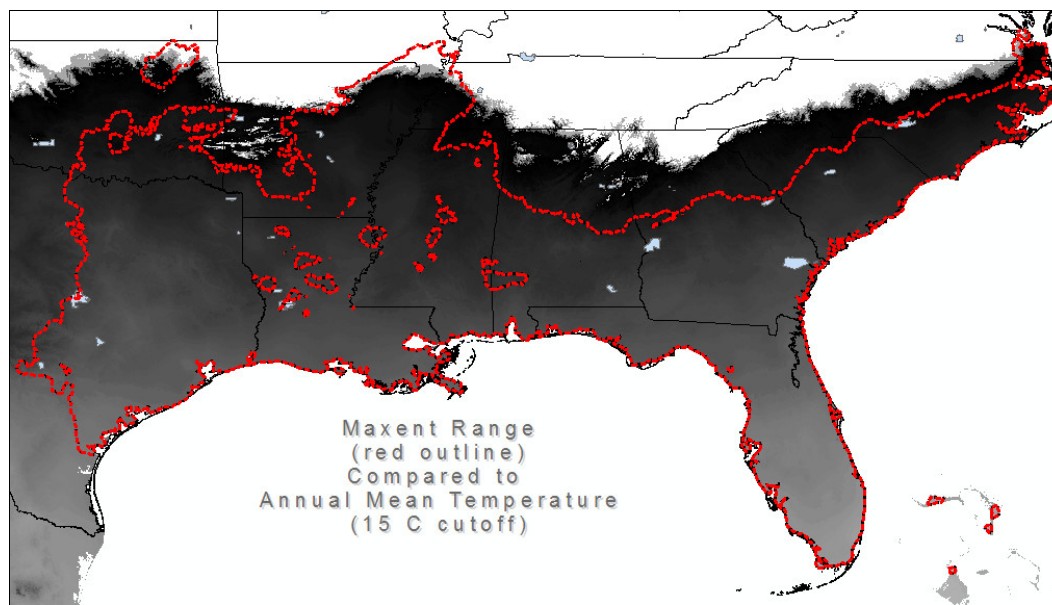 Maxent Range
(red outline)
Compared to
Annual Mean Temperature
(15 C cutoff)